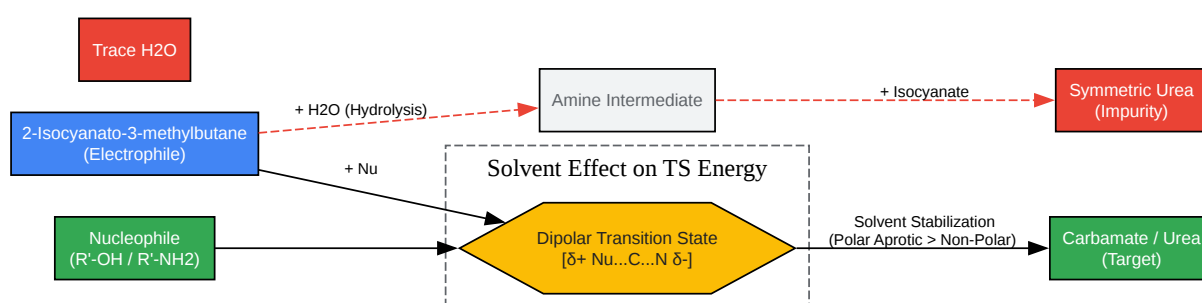 Trace H2O
2-Isocyanato-3-methylbutane
(Electrophile)
+ H2O (Hydrolysis)
Amine Intermediate
+ Isocyanate
Symmetric Urea
(Impurity)
+ Nu
Solvent Effect on TS Energy
Nucleophile
(R'-OH / R'-NH2)
Dipolar Transition State
[δ+ Nu...C...N δ-]
Solvent Stabilization
(Polar Aprotic > Non-Polar)
Carbamate / Urea
(Target)